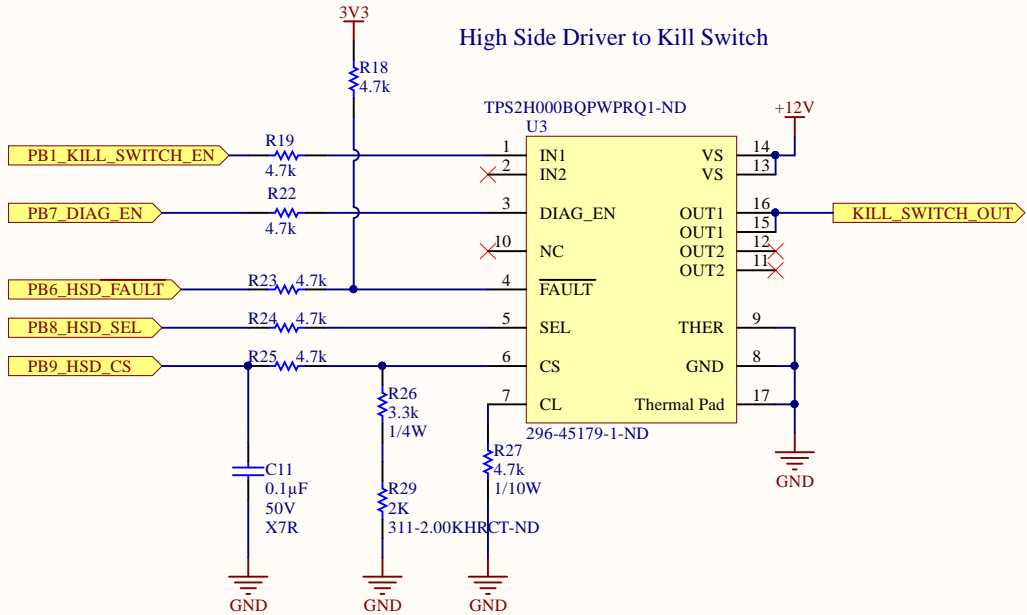 3V3
High Side Driver to Kill Switch
R18
4.7k
TPS2H000BQPWPRQ1-ND
U3
+12V
PB1_KILL_SWITCH_EN
R19
4.7k
1
IN1
VS
14
2
IN2
VS
13
PB7_DIAG_EN
R22
4.7k
3
DIAG_EN
OUT1
16
KILL_SWITCH_OUT
OUT1
15
10
NC
OUT2
12
OUT2
11
PB6_HSD_FAULT
R23
4.7k
4
FAULT
PB8_HSD_SEL
R24
4.7k
5
SEL
THER
9
PB9_HSD_CS
R25
4.7k
6
CS
GND
8
7
CL
Thermal Pad
17
R26
3.3k
1/4W
296-45179-1-ND
R27
4.7k
1/10W
C11
0.1µF
50V
X7R
R29
2K
311-2.00KHRCT-ND
GND
GND
GND
GND